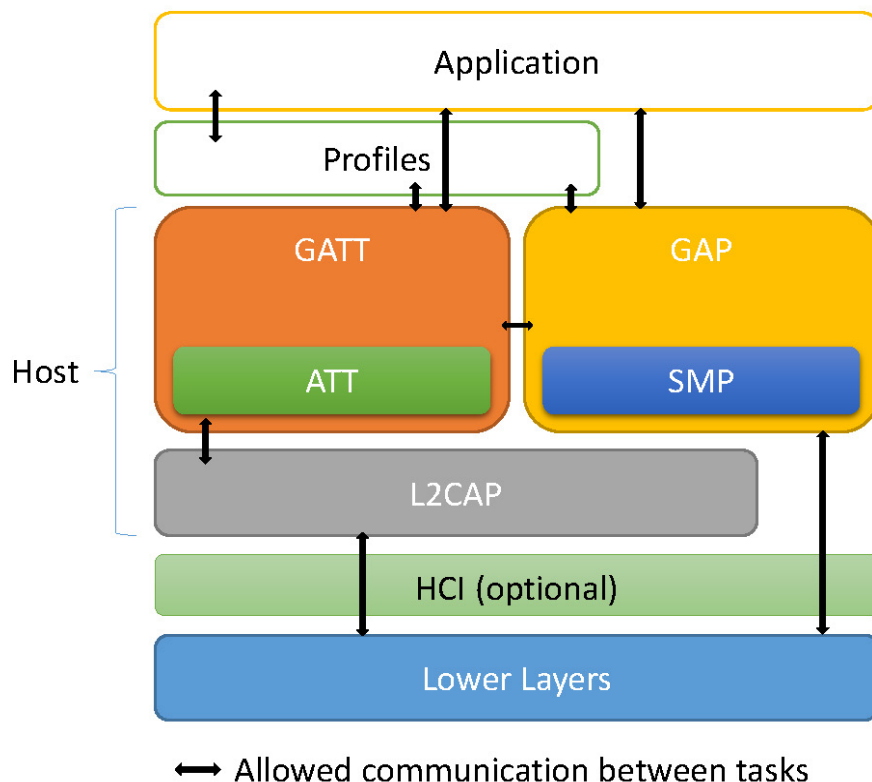 Application
Profiles
GATT
GAP
Host
ATT
SMP
L2CAP
HCI (optional)
Lower Layers
Allowed communication between tasks